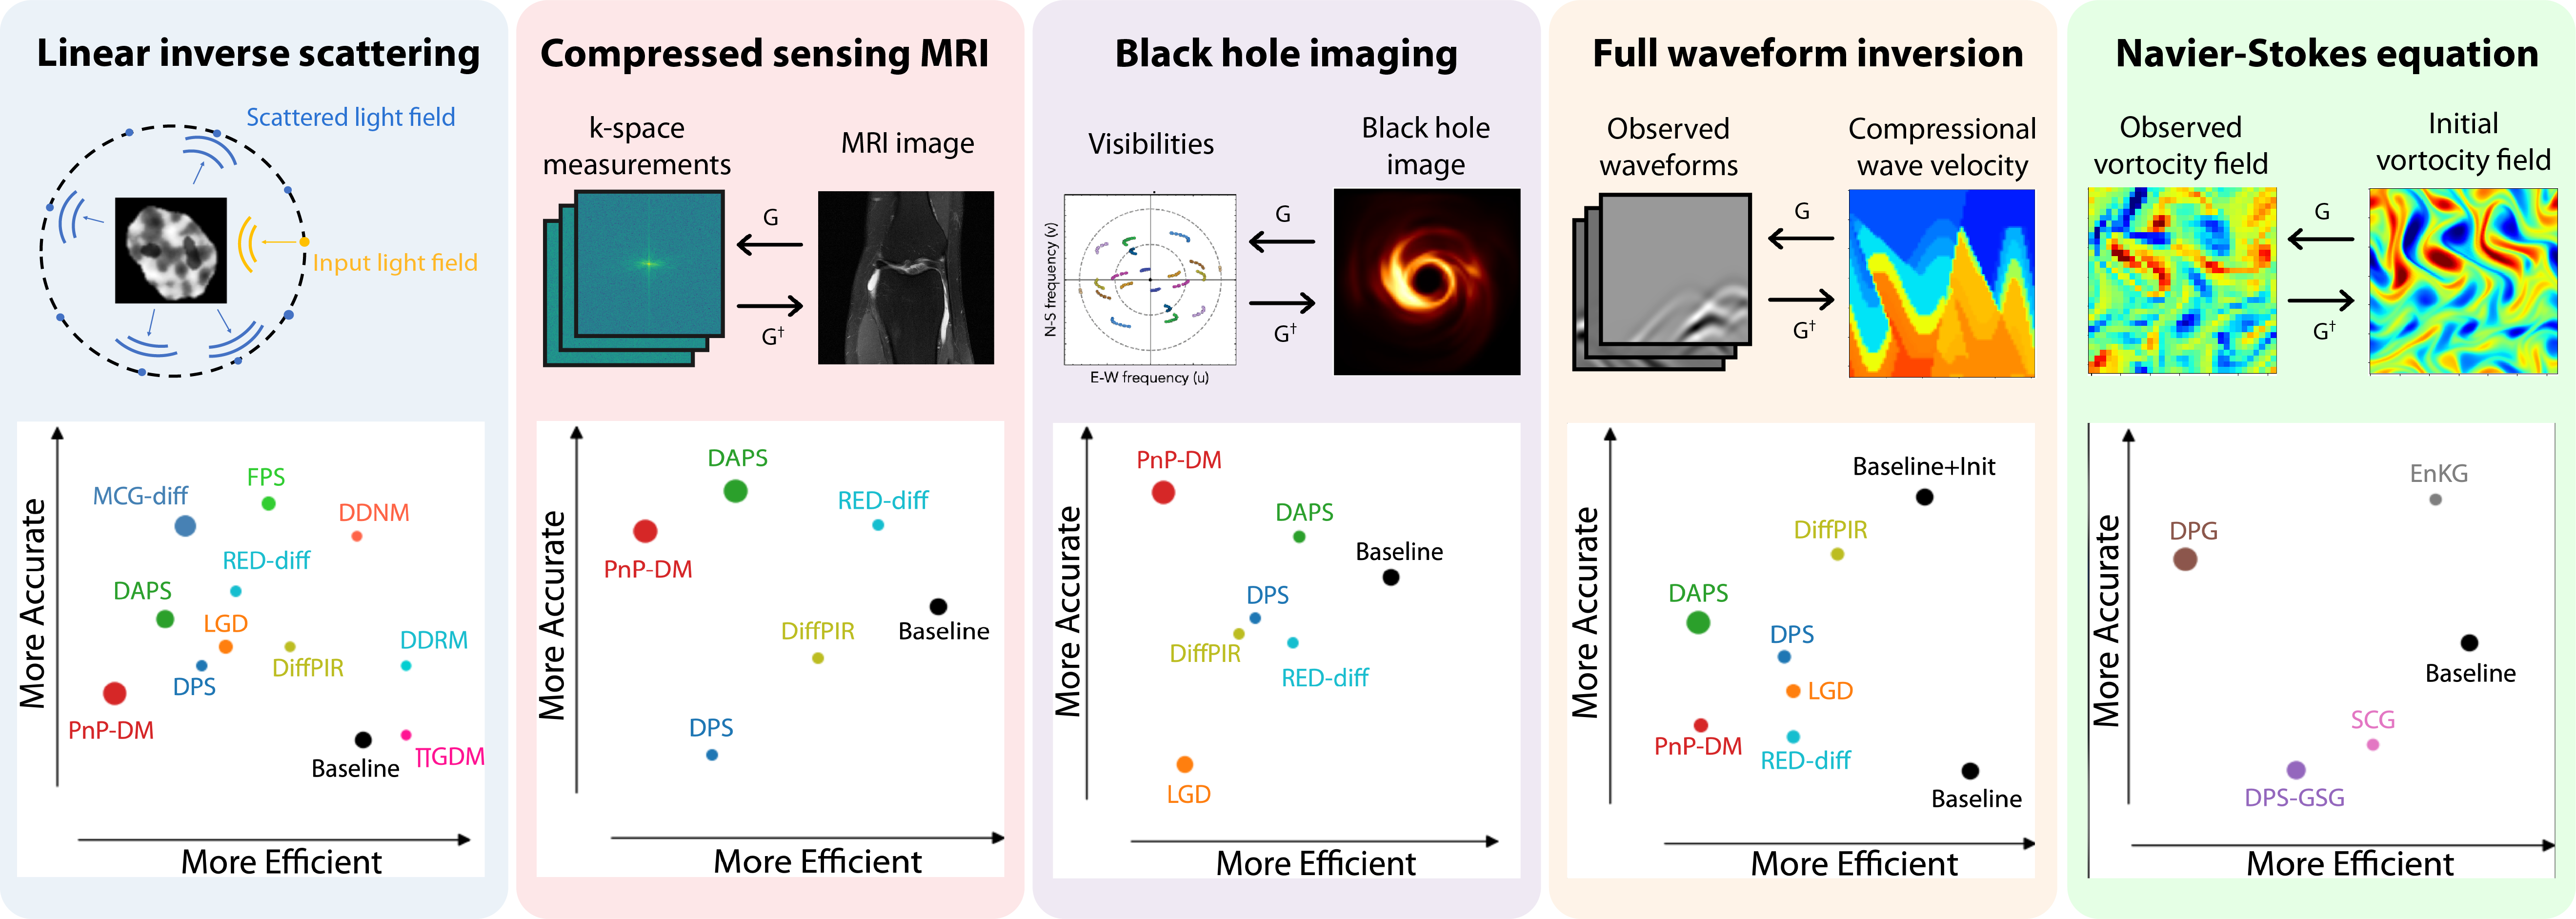 Linear inverse scattering
Scattered light field
Input light field
More Accurate
MCG-diff
FPS
DDNM
RED-diff
DAPS
LGD
DDRM
DiffPIR
DPS
PnP-DM
Baseline
ΠGDM
More Efficient
Compressed sensing MRI
k-space
measurements
MRI image
G
G†
More Accurate
DAPS
RED-diff
PnP-DM
DiffPIR
Baseline
DPS
More Efficient
Black hole imaging
Visibilities
Black hole
image
N-S frequency (v)
E-W frequency (u)
G
G†
More Accurate
PnP-DM
DAPS
Baseline
DPS
DiffPIR
RED-diff
LGD
More Efficient
Full waveform inversion
Observed
waveforms
Compressional
wave velocity
G
G†
More Accurate
Baseline+Init
DiffPIR
DAPS
DPS
LGD
PnP-DM
RED-diff
Baseline
More Efficient
Navier-Stokes equation
Observed
vortocity field
Initial
vortocity field
G
G†
More Accurate
EnKG
DPG
Baseline
SCG
DPS-GSG
More Efficient